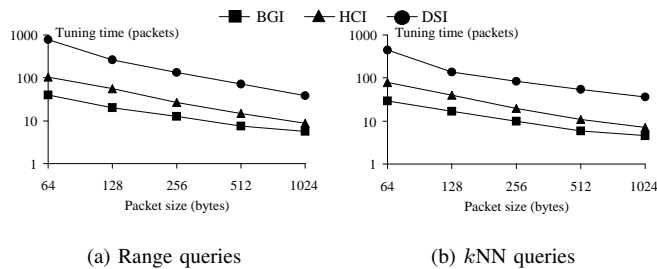 BGI HCI DSI
Tuning time (packets)
1000
100
10
1
64 128 256 512 1024
Packet size (bytes)
(a) Range queries
Tuning time (packets)
1000
100
10
1
64 128 256 512 1024
Packet size (bytes)
(b) kNN queries